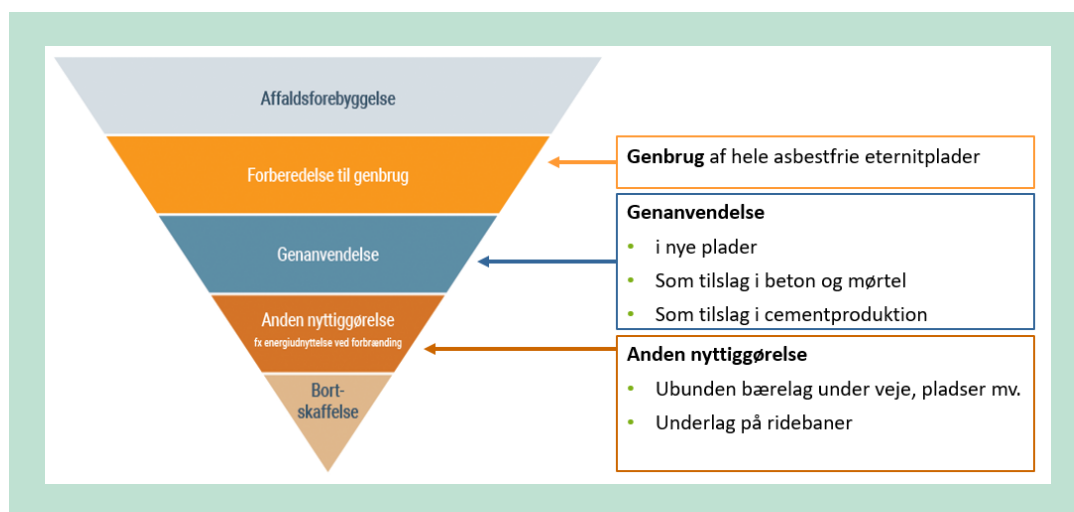 Affaldsforebyggelse
Forberedelse til genbrug
Genanvendelse
Anden nyttiggørelse
fx energiudnyttelse ved forbrænding
Bort-
skaffelse
Genbrug af hele asbestfrie eternitplader
Genanvendelse
• i nye plader
• Som tilslag i beton og mørtel
• Som tilslag i cementproduktion
Anden nyttiggørelse
• Ubunden bærelag under veje, pladser mv.
• Underlag på ridebaner